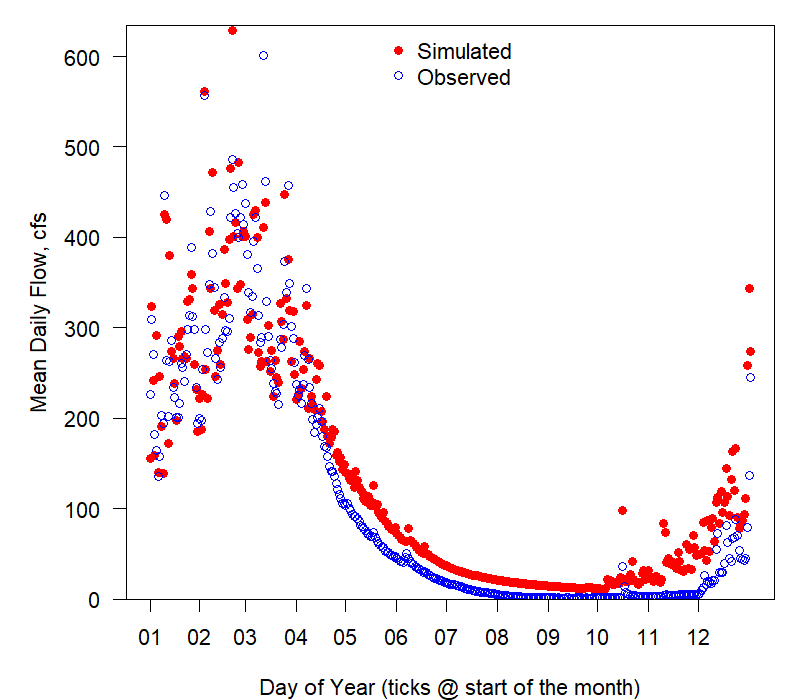 Simulated
Observed
600
500
400
300
200
100
0
Mean Daily Flow, cfs
01 02 03 04 05 06 07 08 09 10 11 12
Day of Year (ticks @ start of the month)